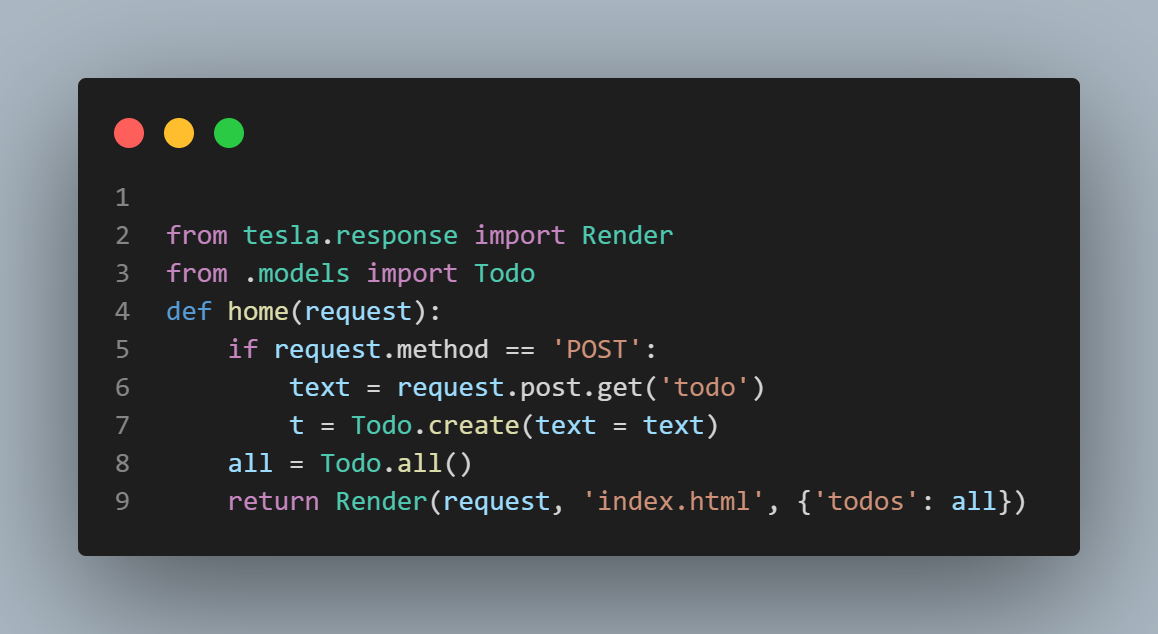 1
2 from tesla.response import Render
3 from .models import Todo
4 def home(request):
5     if request.method == 'POST':
6         text = request.post.get('todo')
7         t = Todo.create(text = text)
8     all = Todo.all()
9     return Render(request, 'index.html', {'todos': all})